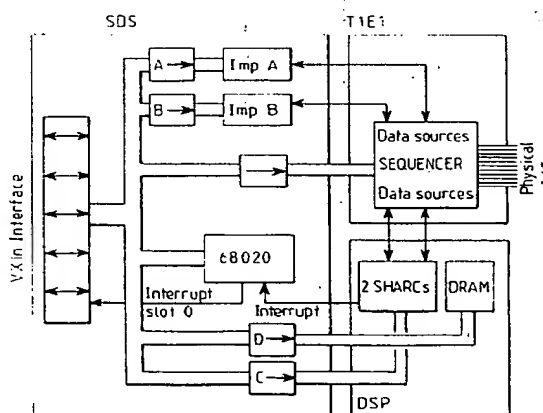 SDS
T1E1
A
Imp A
B
Imp B
Data sources
SEQUENCER
Data sources
Physical
VXin Interface
68020
2 SHARCs
DRAM
Interrupt
slot 0
Interrupt
D
C
DSP